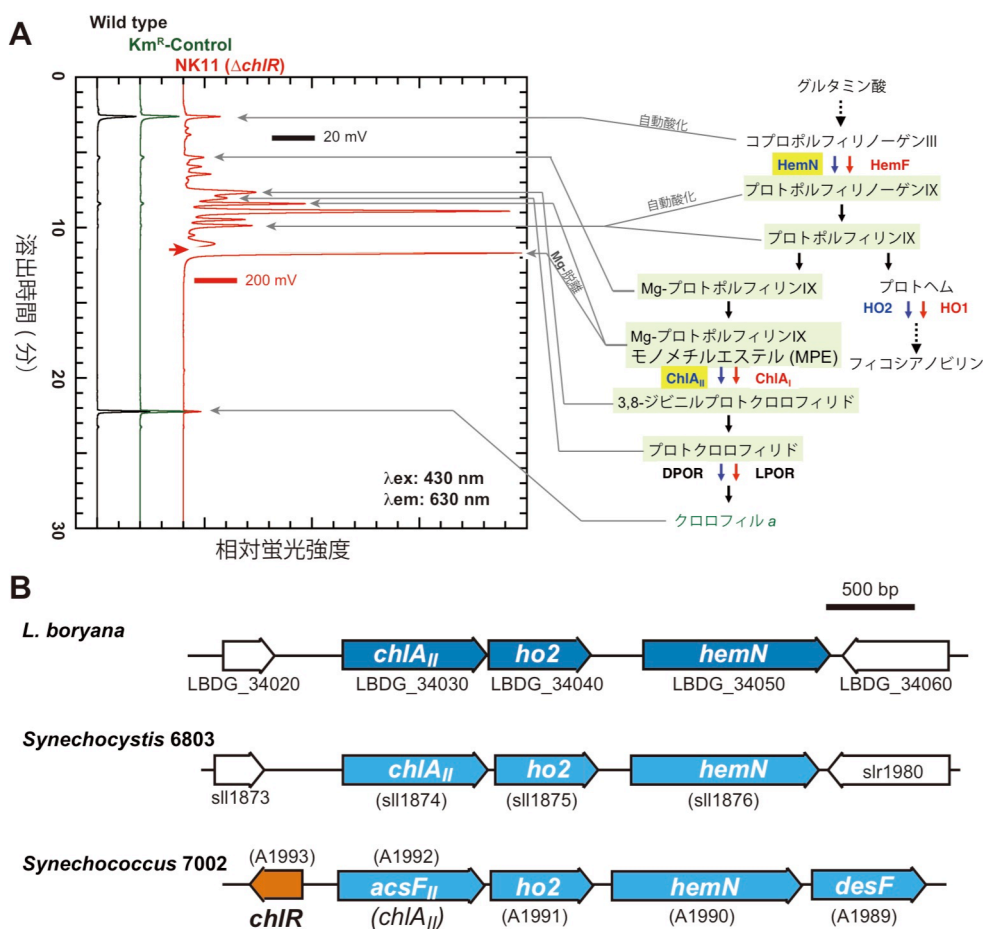 A
Wild type
KmR-Control
NK11 (ΔchlR)
0
10
20
30
溶出時間 (分)
20 mV
200 mV
λex: 430 nm
λem: 630 nm
相対蛍光強度
自動酸化
自動酸化
Mg-脱離
グルタミン酸
コプロポルフィリノーゲンIII
HemN HemF
プロトポルフィリノーゲンIX
プロトポルフィリンIX
Mg-プロトポルフィリンIX
プロトヘム
HO2 HO1
フィコシアノビリン
Mg-プロトポルフィリンIX
モノメチルエステル (MPE)
ChlAII ChlAI
3,8-ジビニルプロトクロロフィリド
プロトクロロフィリド
DPOR LPOR
クロロフィル a
B
500 bp
L. boryana
chlAII ho2 hemN
LBDG_34020 LBDG_34030 LBDG_34040 LBDG_34050 LBDG_34060
Synechocystis 6803
chlAII ho2 hemN slr1980
sll1873 (sll1874) (sll1875) (sll1876)
Synechococcus 7002
(A1993) (A1992)
acsFII ho2 hemN desF
chlR (chlAII) (A1991) (A1990) (A1989)